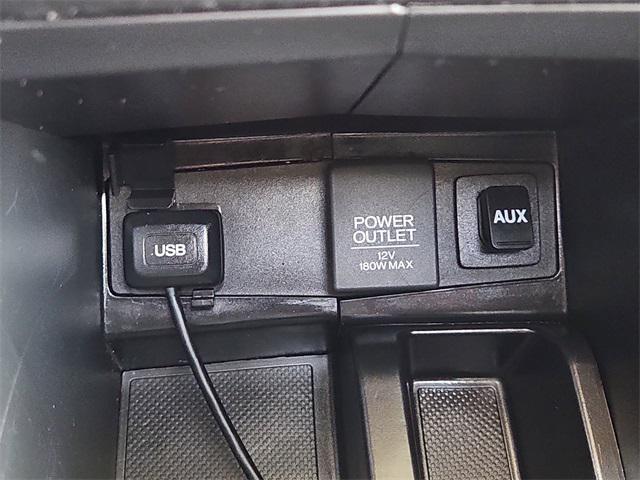 USB
POWER
OUTLET
12V
180W MAX
AUX